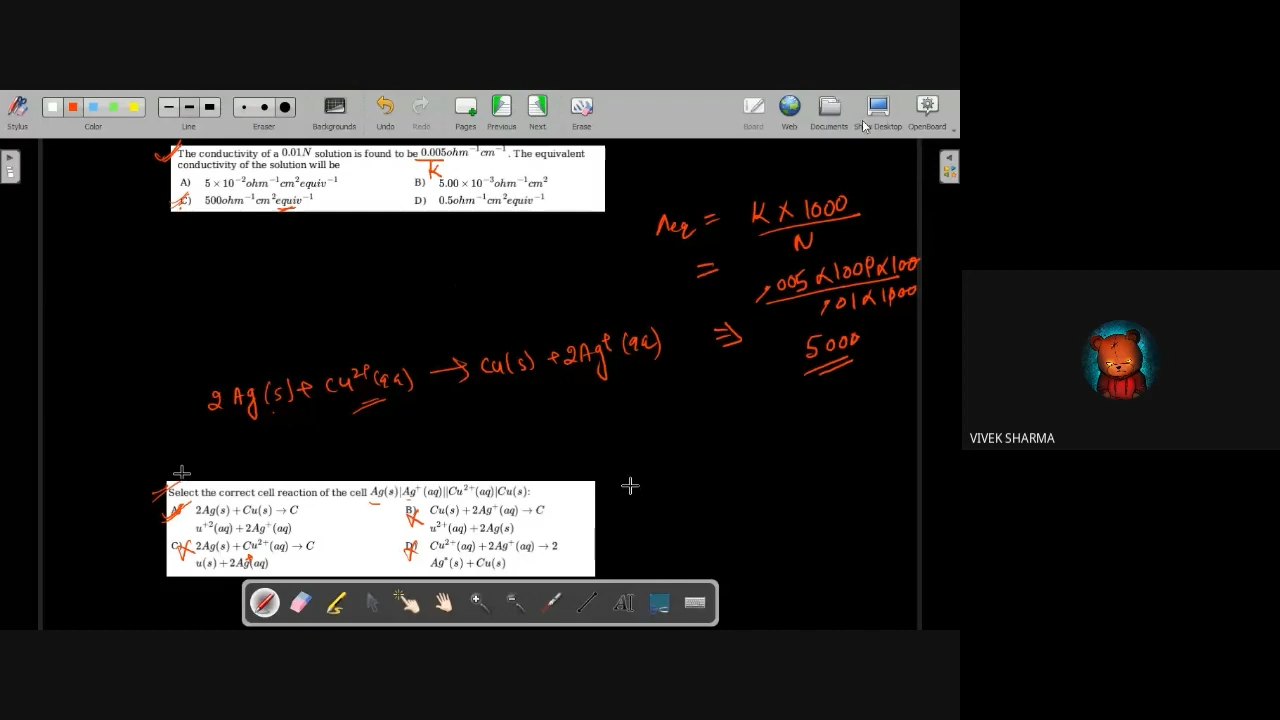 Stylus
Color
Line
Eraser
Backgrounds
Undo
Redo
Pages
Previous
Next
Erase
Board
Web
Documents
Show Desktop
OpenBoard
The conductivity of a 0.01N solution is found to be 0.005ohm⁻¹cm⁻¹. The equivalent
conductivity of the solution will be
K
A) 5 × 10⁻²ohm⁻¹cm²equiv⁻¹ B) 5.00 × 10⁻³ohm⁻¹cm²
C) 500ohm⁻¹cm²equiv⁻¹ D) 0.5ohm⁻¹cm²equiv⁻¹
Λeq = K × 1000 / N
= .005 × 1000 × 100 / .01 × 1000
⇒ 5000
2Ag(s) + Cu²⁺(aq) → Cu(s) + 2Ag⁺(aq)
Select the correct cell reaction of the cell Ag(s)|Ag⁺(aq)||Cu²⁺(aq)|Cu(s):
A) 2Ag(s) + Cu(s) → C B) Cu(s) + 2Ag⁺(aq) → C
u⁺²(aq) + 2Ag⁺(aq) u²⁺(aq) + 2Ag(s)
C) 2Ag(s) + Cu²⁺(aq) → C D) Cu²⁺(aq) + 2Ag⁺(aq) → 2
u(s) + 2Ag⁺(aq) Ag⁺(s) + Cu(s)
VIVEK SHARMA